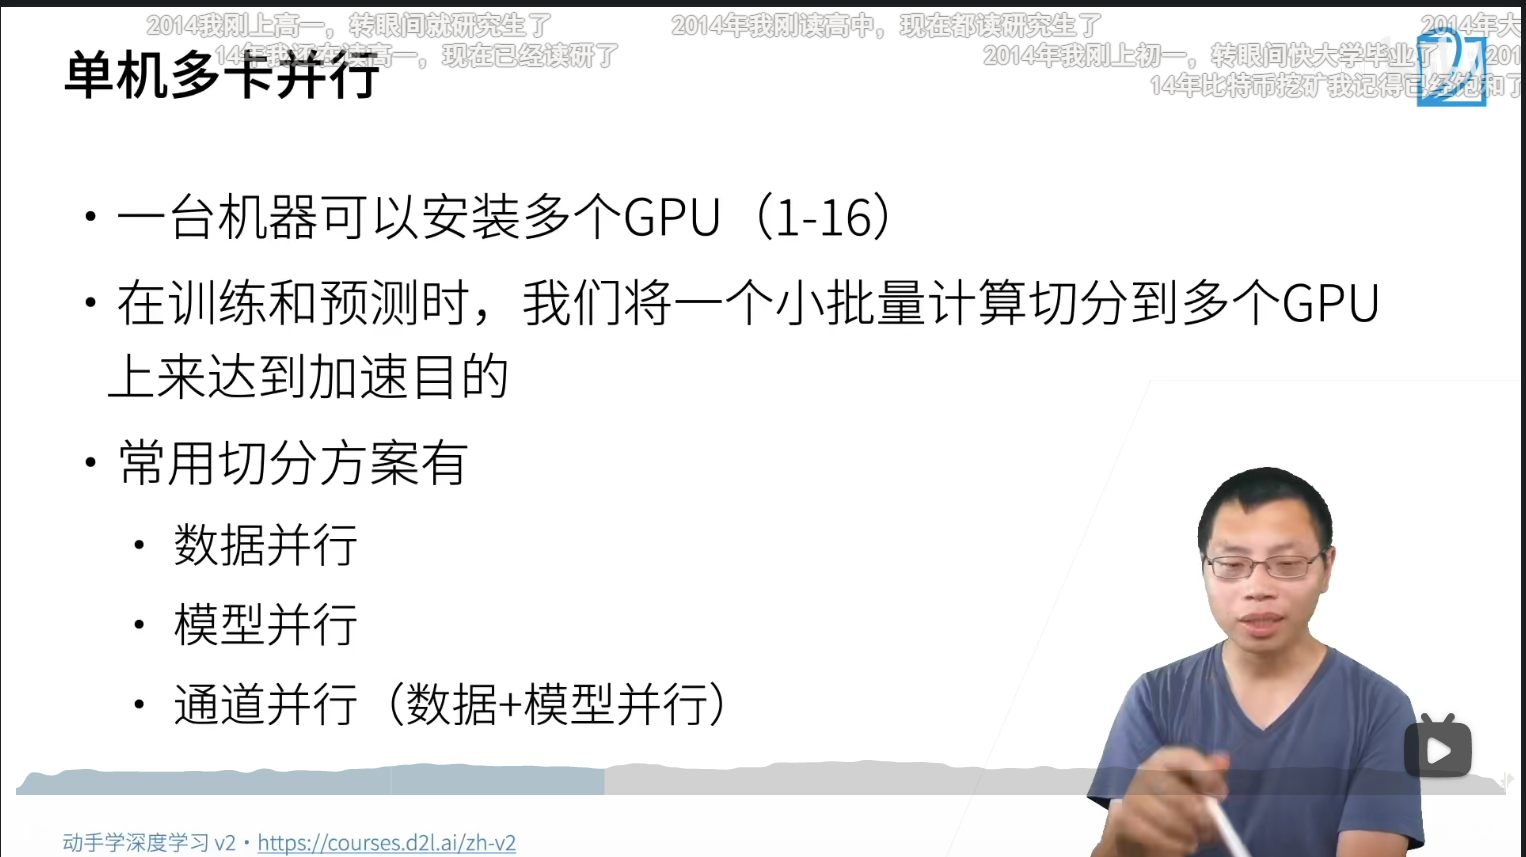 2014我刚上高一，转眼间就研究生了
2014年我刚读高中，现在都读研究生了
2014年大
14年我还在读高一，现在已经读研了
2014年我刚上初一，转眼间快大学毕业了
201
14年比特币挖矿我记得已经饱和了
单机多卡并行
• 一台机器可以安装多个GPU（1-16）
• 在训练和预测时，我们将一个小批量计算切分到多个GPU
上来达到加速目的
• 常用切分方案有
• 数据并行
• 模型并行
• 通道并行（数据+模型并行）
动手学深度学习 v2 • https://courses.d2l.ai/zh-v2